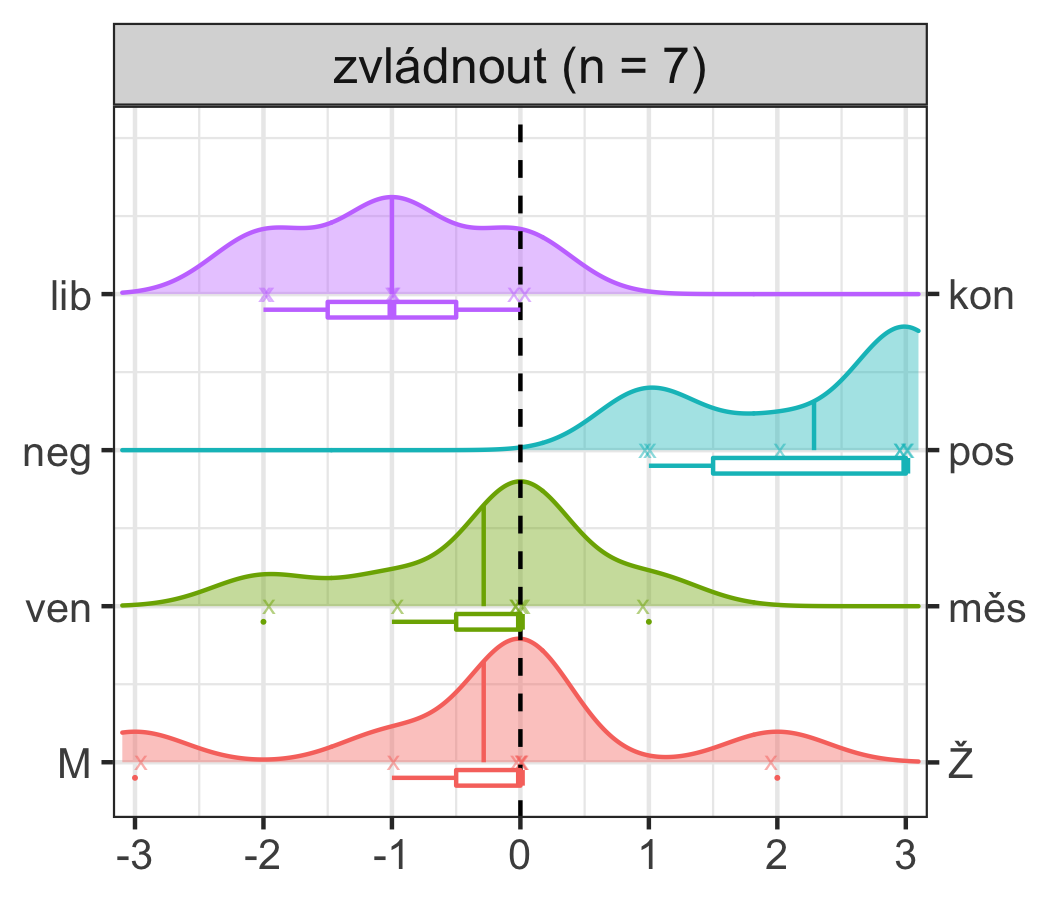 zvládnout (n = 7)
lib kon
neg pos
ven měs
M Ž
-3 -2 -1 0 1 2 3